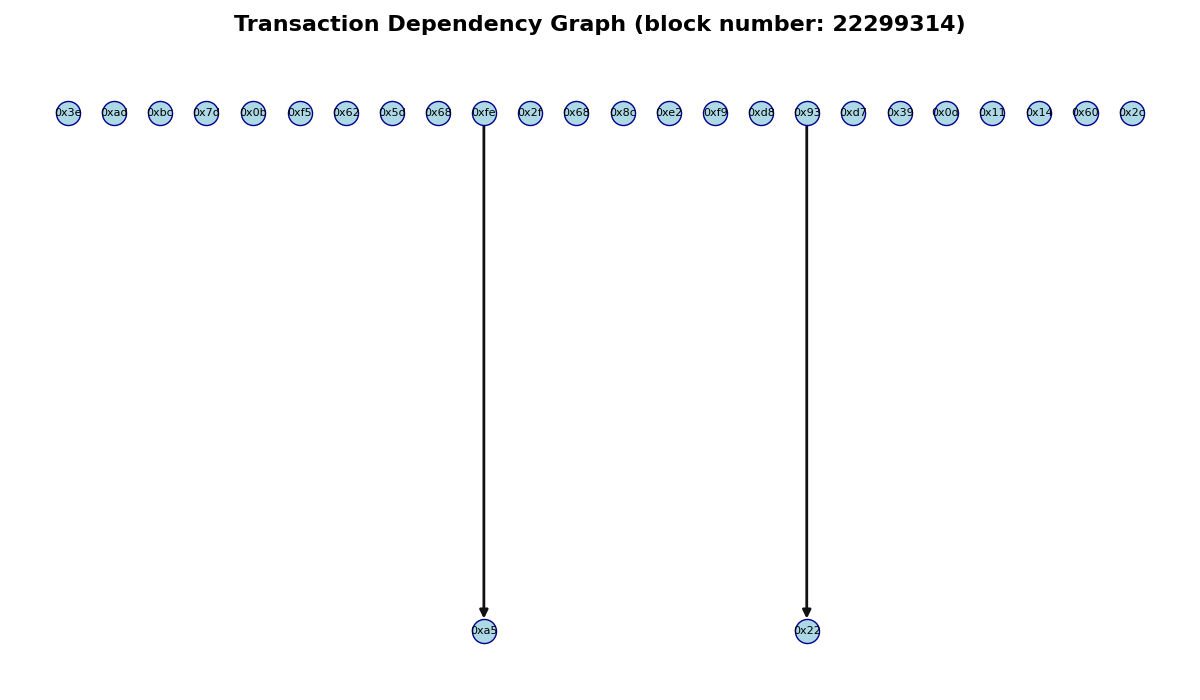 Transaction Dependency Graph (block number: 22299314)
0x3e 0xad 0xbc 0x7d 0x0b 0xf5 0x62 0x5d 0x68 0xfe 0x2f 0x68 0x8c 0xe2 0xf9 0xd8 0x93 0xd7 0x39 0x0d 0x11 0x14 0x60 0x2c
0xa5 0x22